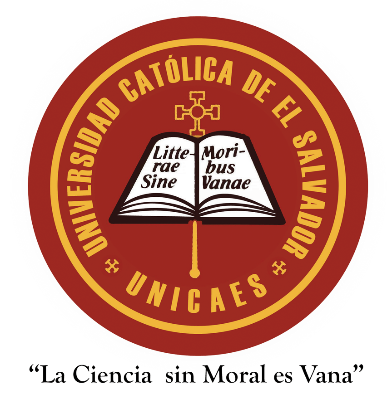 UNIVERSIDAD CATÓLICA DE EL SALVADOR
Litte-
rae
Sine
Mori-
bus
Vanae
UNICAES
“La Ciencia sin Moral es Vana”